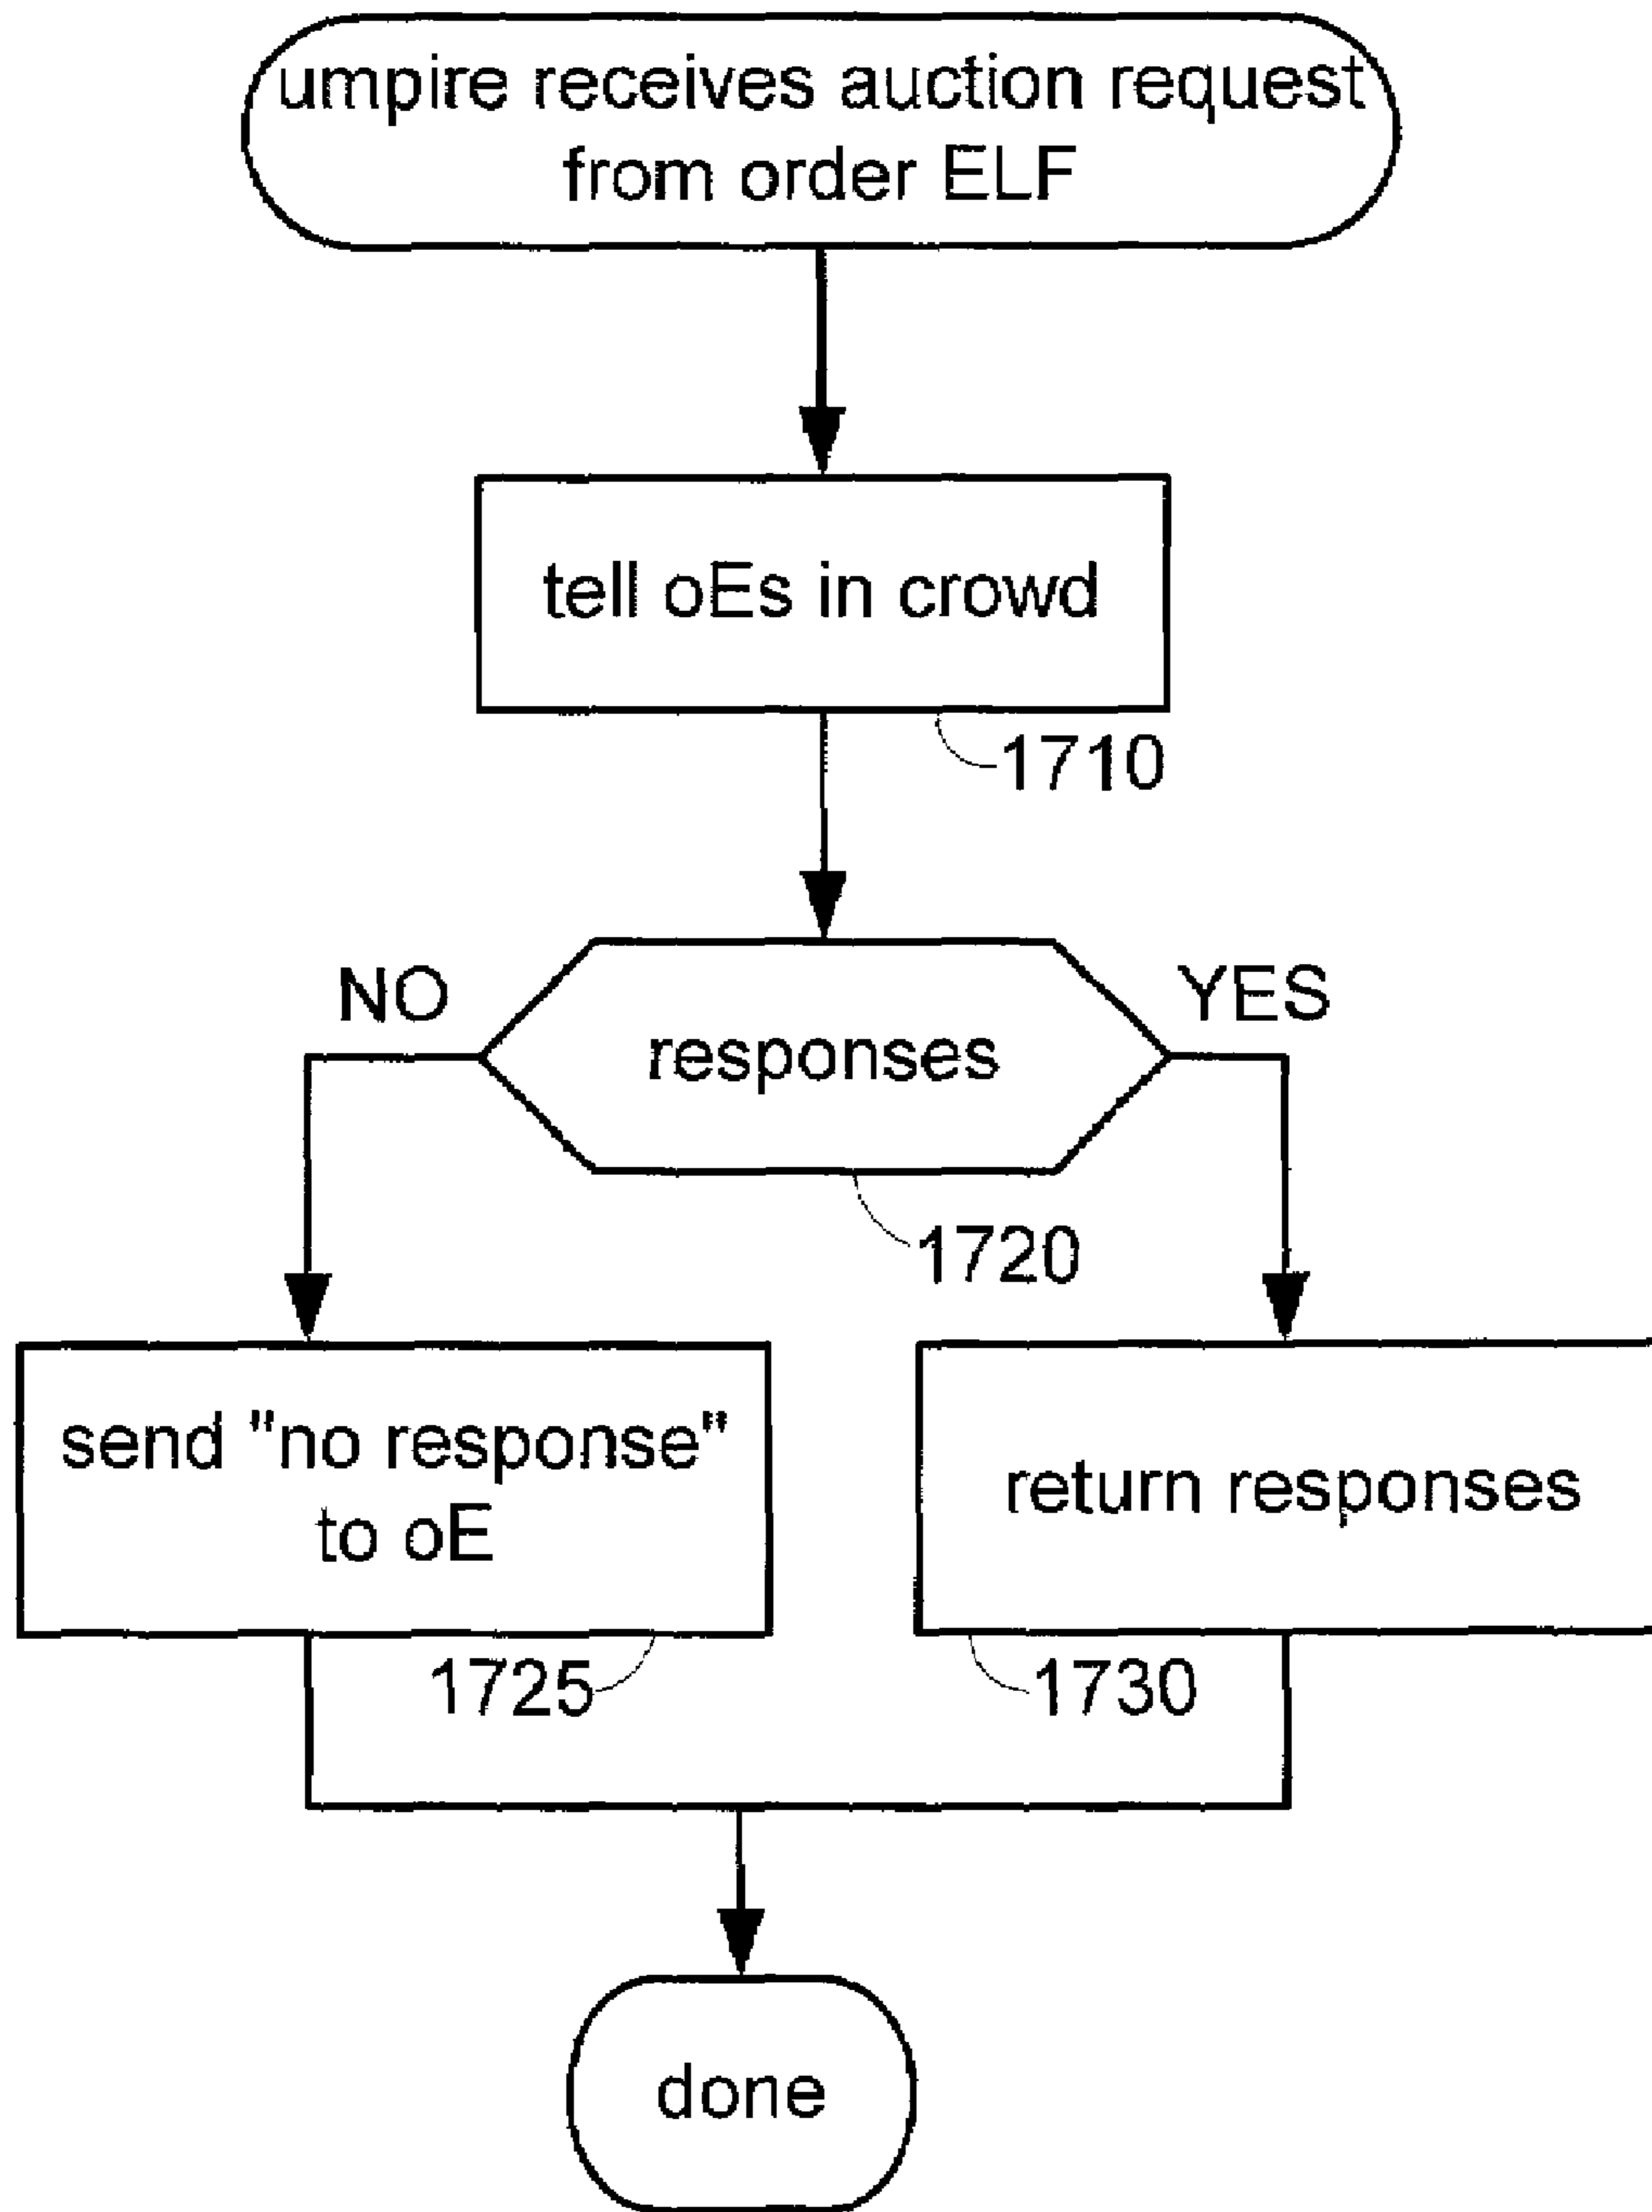 umpire receives auction request
from order ELF
tell oEs in crowd
1710
NO
YES
responses
1720
send "no response"
to oE
return responses
1725
1730
done